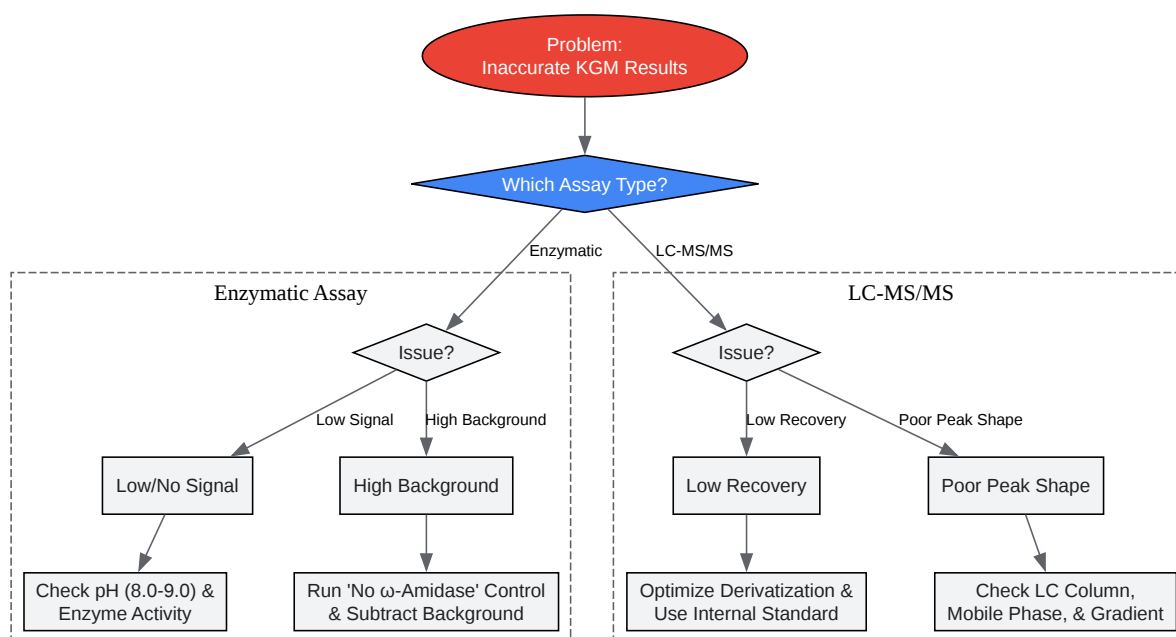 Problem:
Inaccurate KGM Results
Which Assay Type?
Enzymatic
LC-MS/MS
Enzymatic Assay
LC-MS/MS
Issue?
Issue?
Low Signal
High Background
Low Recovery
Poor Peak Shape
Low/No Signal
High Background
Low Recovery
Poor Peak Shape
Check pH (8.0-9.0) &
Enzyme Activity
Run 'No ω-Amidase' Control
& Subtract Background
Optimize Derivatization &
Use Internal Standard
Check LC Column,
Mobile Phase, & Gradient